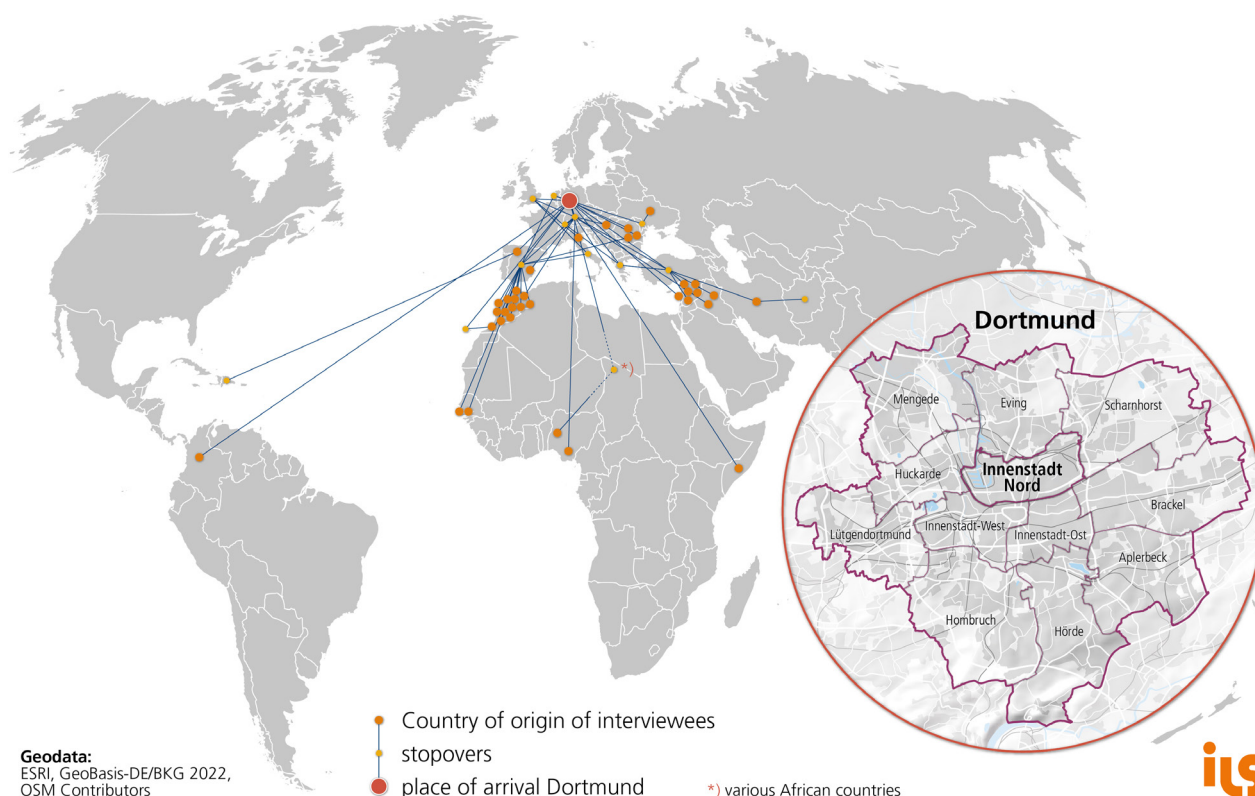 *)
Dortmund
Mengede
Eving
Scharnhorst
Huckarde
Innenstadt
Nord
Brackel
Lütgendortmund
Innenstadt-West
Innenstadt-Ost
Aplerbeck
Hombruch
Hörde
Country of origin of interviewees
stopovers
place of arrival Dortmund
*) various African countries
Geodata:
ESRI, GeoBasis-DE/BKG 2022,
OSM Contributors
ils